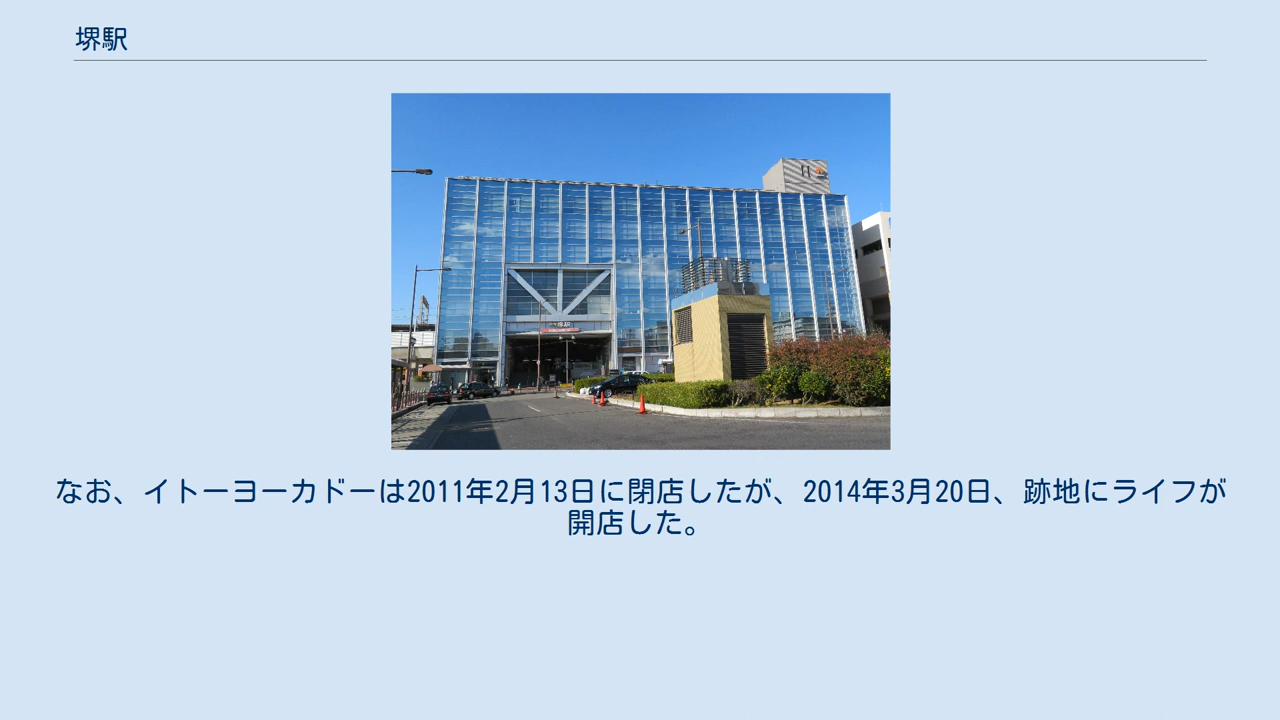 堺駅
堺駅
なお、イトーヨーカドーは2011年2月13日に閉店したが、2014年3月20日、跡地にライフが
開店した。